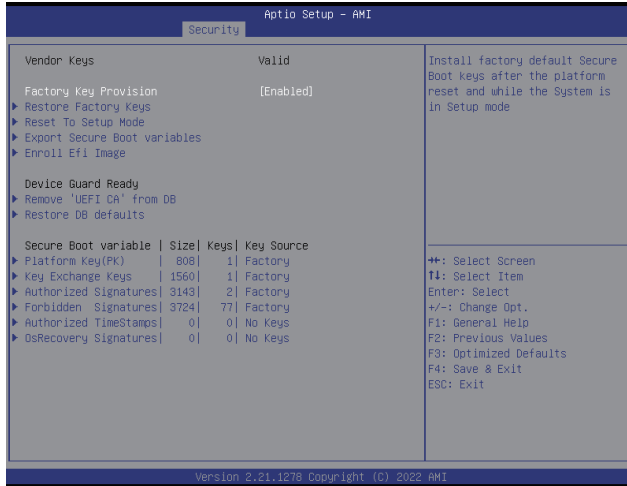 Aptio Setup - AMI
Security
Vendor Keys Valid
Factory Key Provision [Enabled]
Restore Factory Keys
Reset To Setup Mode
Export Secure Boot variables
Enroll Efi Image
Device Guard Ready
Remove 'UEFI CA' from DB
Restore DB defaults
Secure Boot variable | Size| Keys| Key Source
Platform Key(PK) | 808| 1| Factory
Key Exchange Keys | 1560| 1| Factory
Authorized Signatures| 3143| 2| Factory
Forbidden Signatures| 3724| 77| Factory
Authorized TimeStamps| 0| 0| No Keys
OsRecovery Signatures| 0| 0| No Keys
Install factory default Secure
Boot keys after the platform
reset and while the System is
in Setup mode
→←: Select Screen
↑↓: Select Item
Enter: Select
+/-: Change Opt.
F1: General Help
F2: Previous Values
F3: Optimized Defaults
F4: Save & Exit
ESC: Exit
Version 2.21.1278 Copyright (C) 2022 AMI